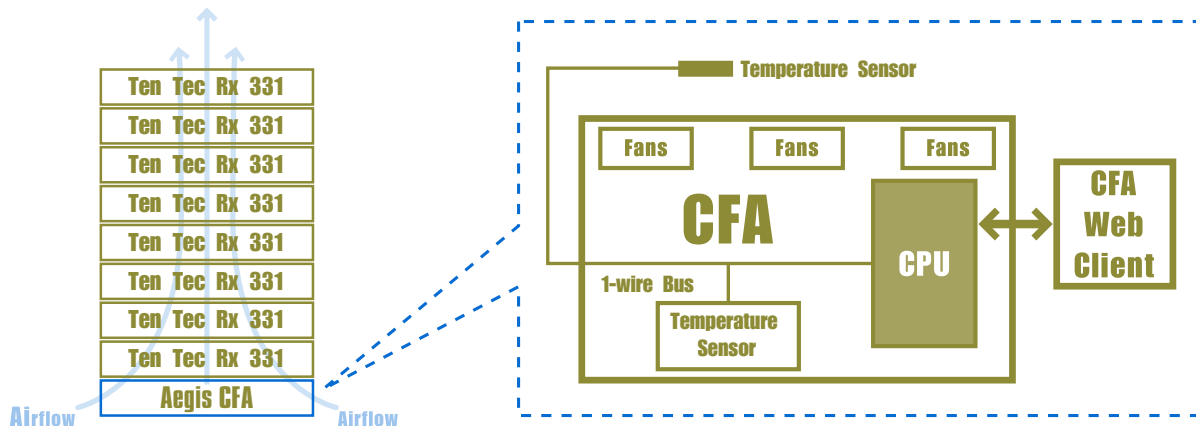 Ten Tec Rx 331
Ten Tec Rx 331
Ten Tec Rx 331
Ten Tec Rx 331
Ten Tec Rx 331
Ten Tec Rx 331
Ten Tec Rx 331
Ten Tec Rx 331
Aegis CFA
Airflow
Airflow
Temperature Sensor
Fans
Fans
Fans
CFA
CPU
1-wire Bus
Temperature
Sensor
CFA
Web
Client